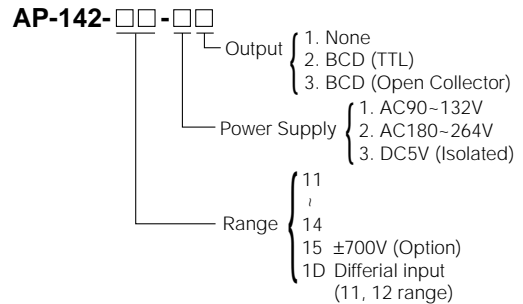 AP-142-□□-□□
Output
1. None
2. BCD (TTL)
3. BCD (Open Collector)
Power Supply
1. AC90~132V
2. AC180~264V
3. DC5V (Isolated)
Range
11
~
14
15 ±700V (Option)
1D Differial input
(11, 12 range)